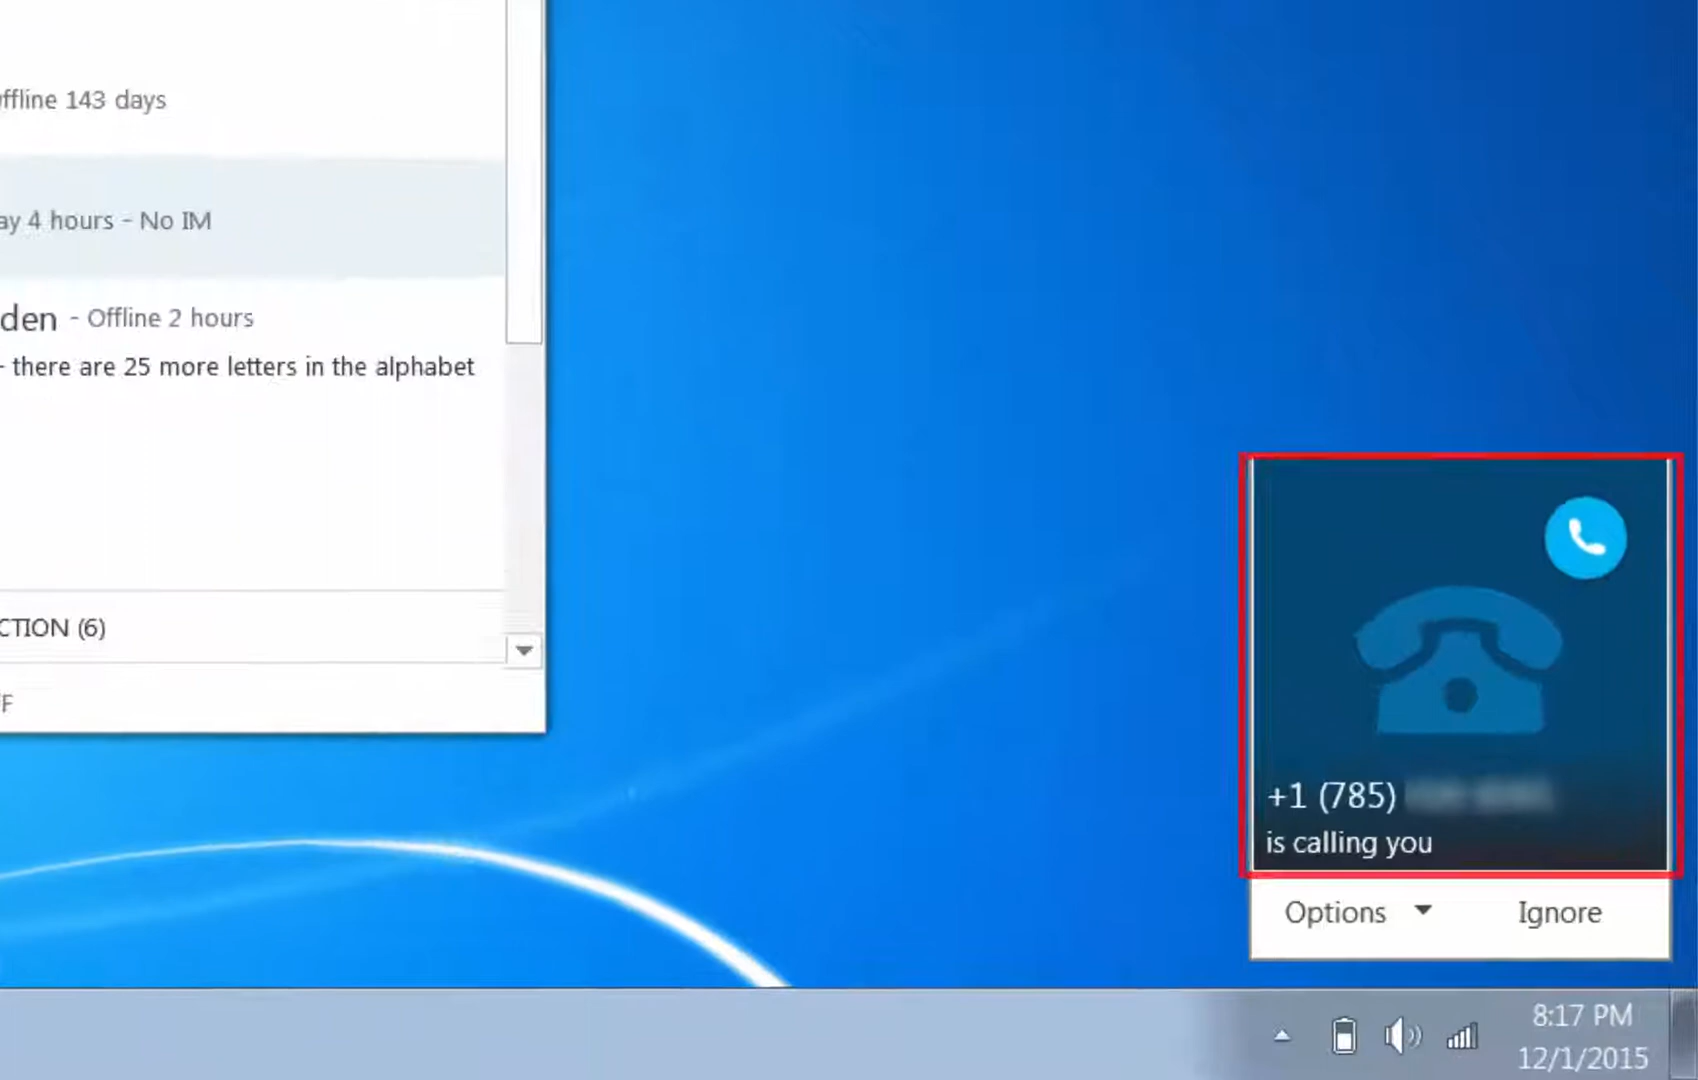 ffline 143 days
ay 4 hours - No IM
den - Offline 2 hours
- there are 25 more letters in the alphabet
CTION (6)
F
+1 (785)
is calling you
Options
Ignore
8:17 PM
12/1/2015